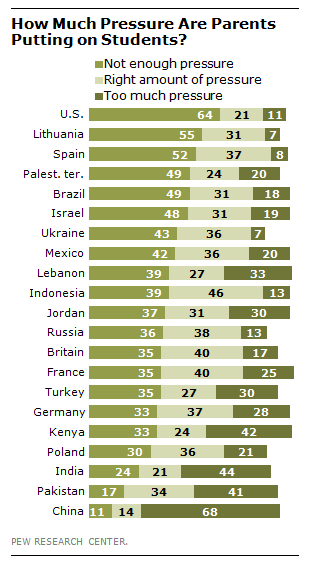 How Much Pressure Are Parents
Putting on Students?
Not enough pressure
Right amount of pressure
Too much pressure
U.S. 64 21 11
Lithuania 55 31 7
Spain 52 37 8
Palest. ter. 49 24 20
Brazil 49 31 18
Israel 48 31 19
Ukraine 43 36 7
Mexico 42 36 20
Lebanon 39 27 33
Indonesia 39 46 13
Jordan 37 31 30
Russia 36 38 13
Britain 35 40 17
France 35 40 25
Turkey 35 27 30
Germany 33 37 28
Kenya 33 24 42
Poland 30 36 21
India 24 21 44
Pakistan 17 34 41
China 11 14 68
PEW RESEARCH CENTER.